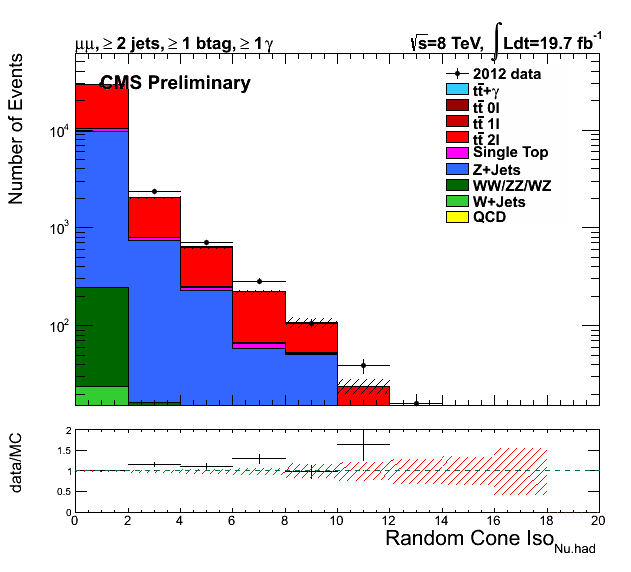 μμ, ≥ 2 jets, ≥ 1 btag, ≥ 1 γ
√s=8 TeV, ∫ Ldt=19.7 fb⁻¹
CMS Preliminary
2012 data
tt̄+γ
tt̄ 0l
tt̄ 1l
tt̄ 2l
Single Top
Z+Jets
WW/ZZ/WZ
W+Jets
QCD
Number of Events
10⁴
10³
10²
data/MC
2
1.5
1
0.5
0
0 2 4 6 8 10 12 14 16 18 20
Random Cone Iso_Nu.had